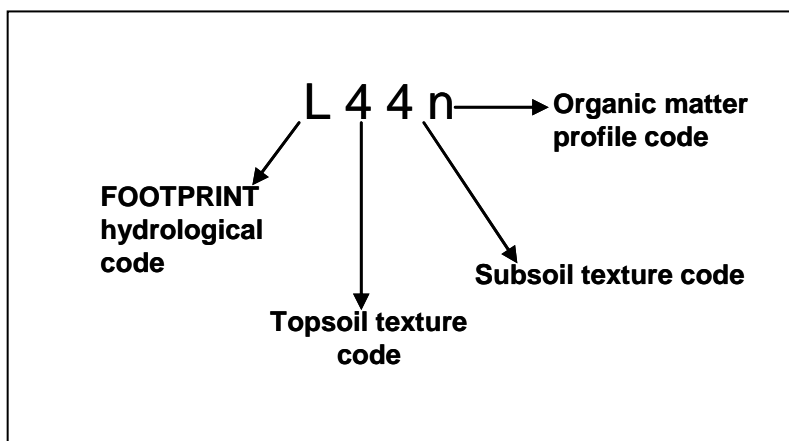 L 4 4 n
Organic matter
profile code
FOOTPRINT
hydrological
code
Subsoil texture code
Topsoil texture
code